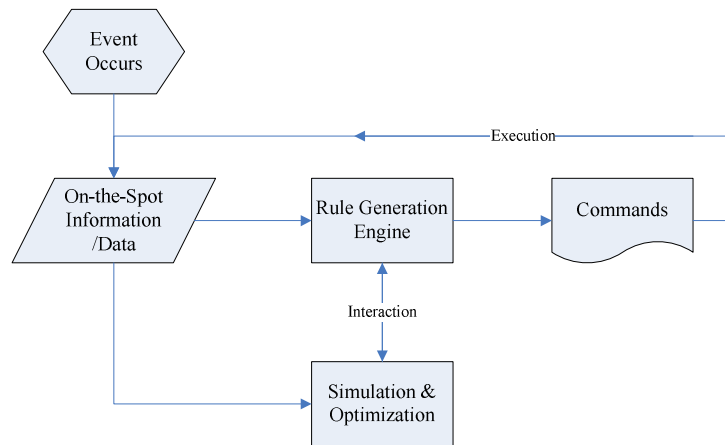 Event
Occurs
Execution
On-the-Spot
Information
/Data
Rule Generation
Engine
Commands
Interaction
Simulation &
Optimization